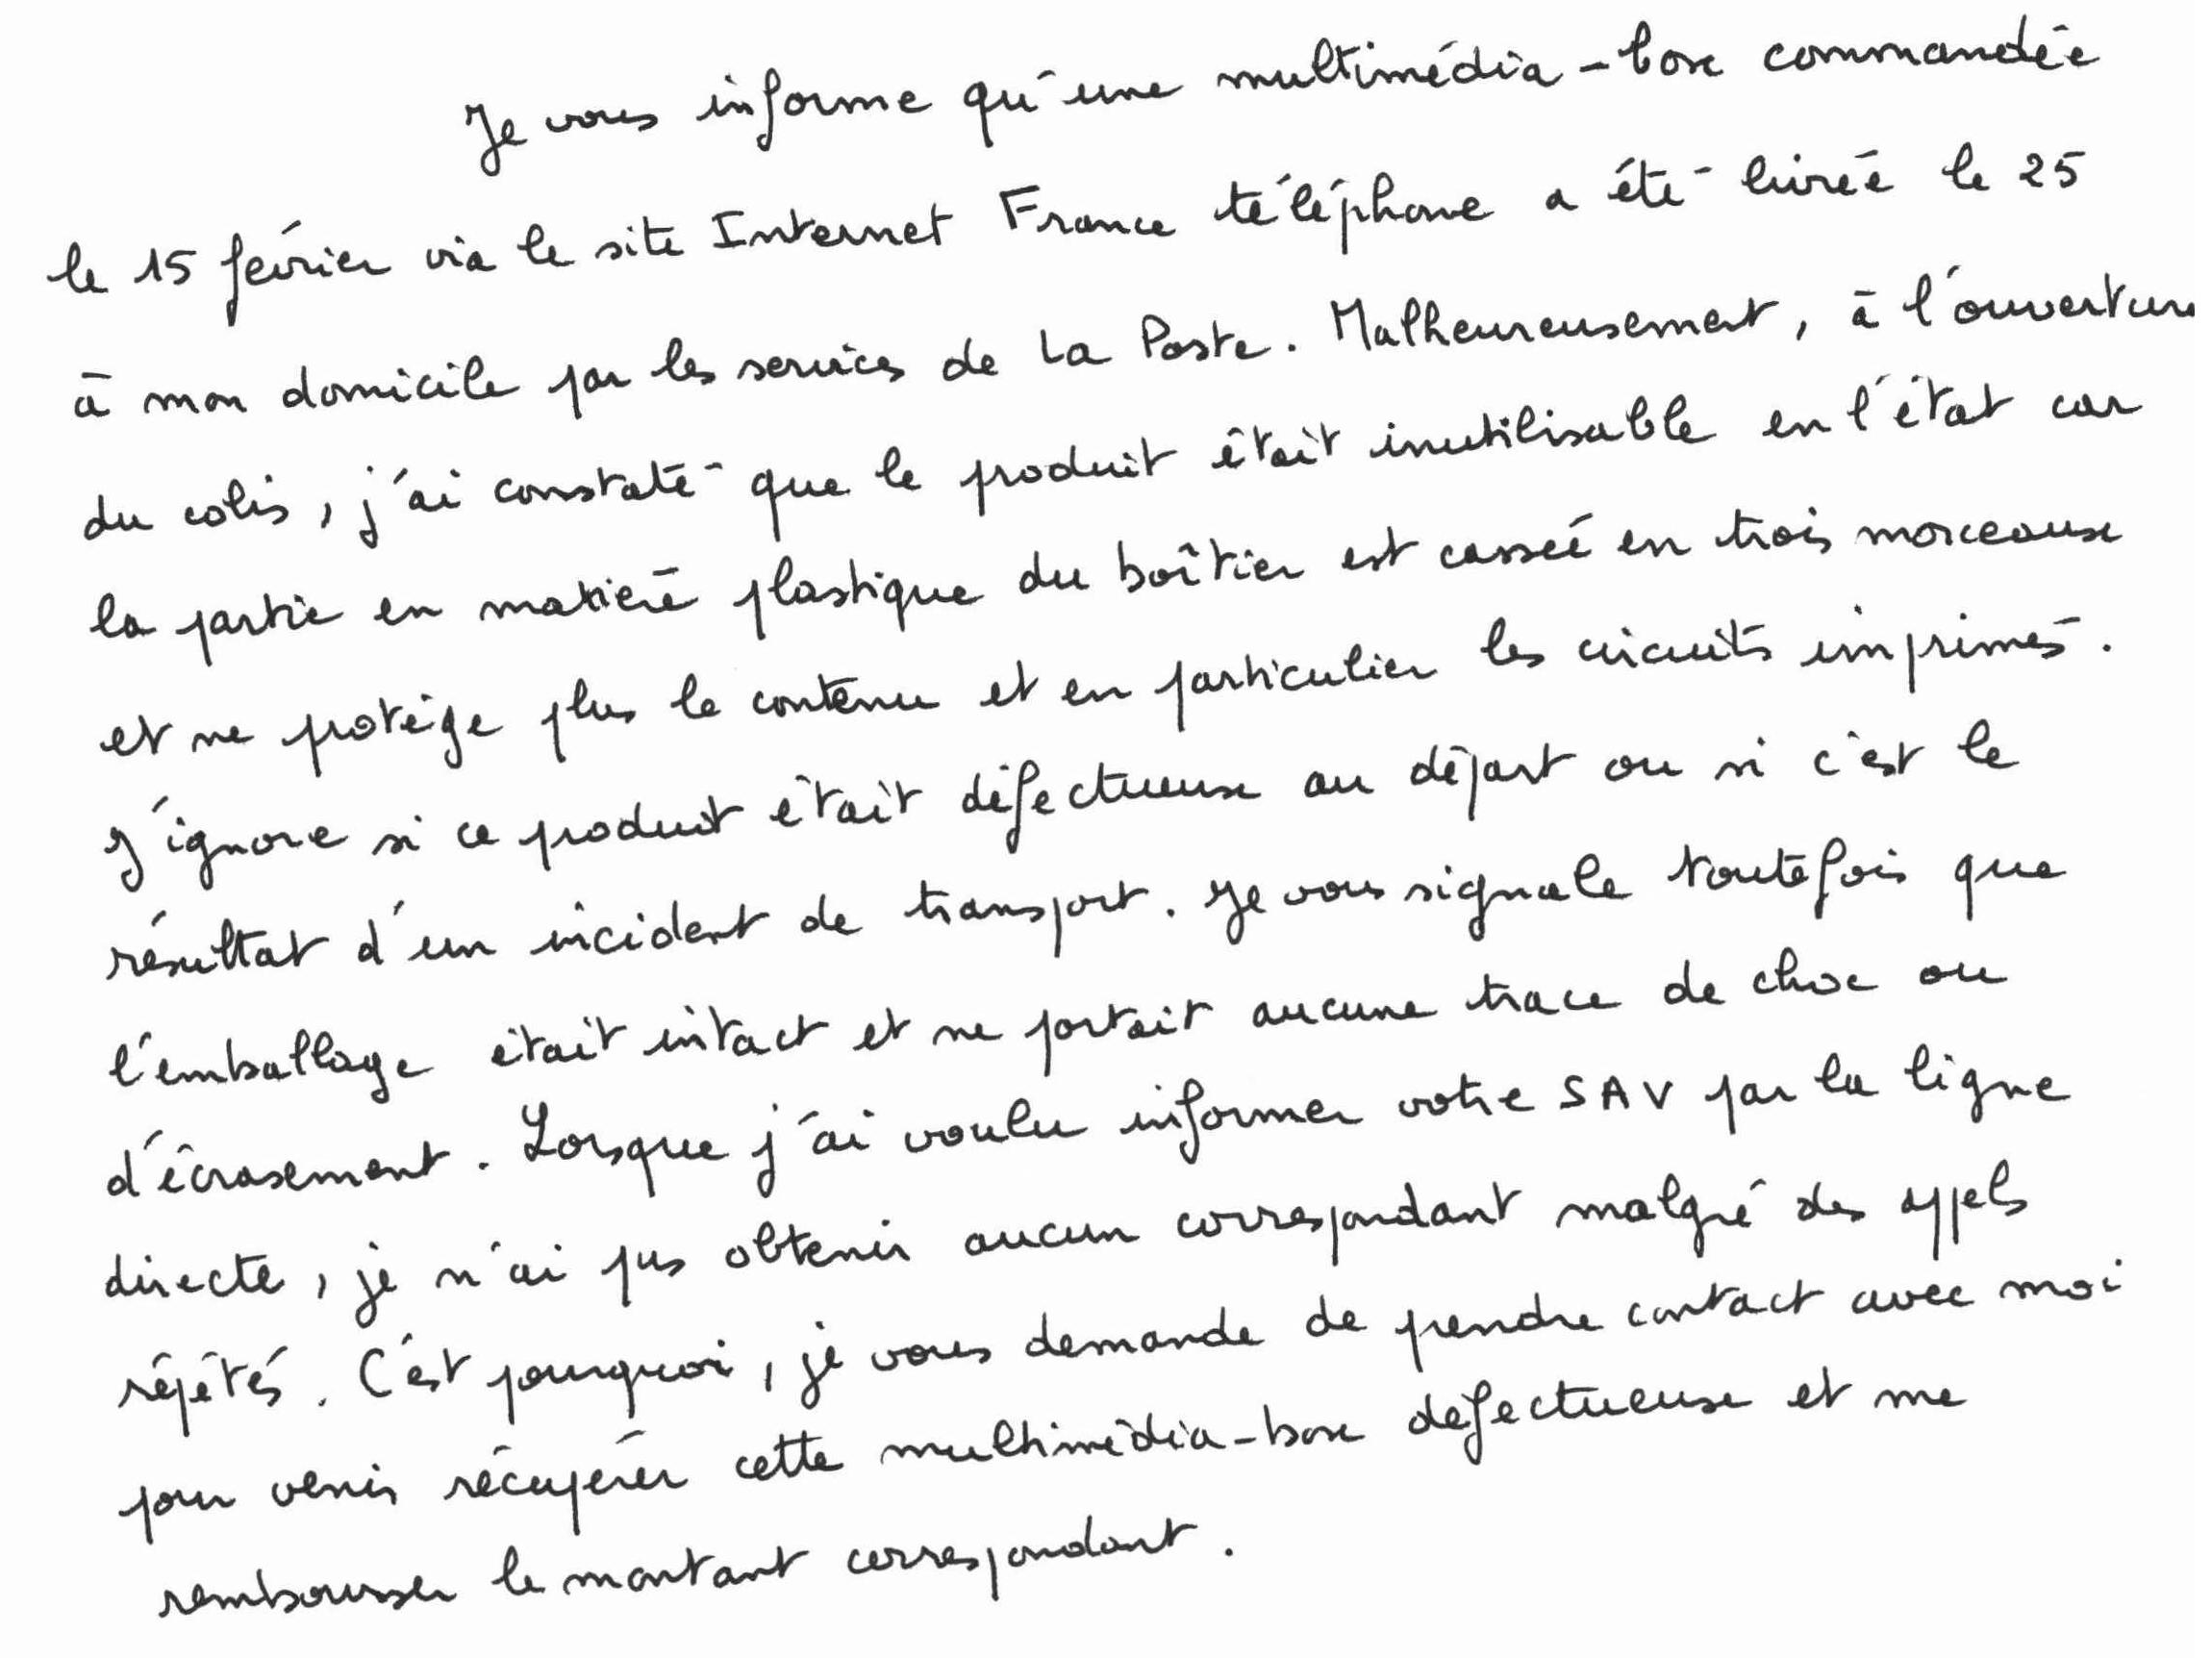 Je vous informe qu'une multimédia-box commandée
le 15 février via le site Internet France téléphone a été livrée le 25
à mon domicile par les services de La Poste. Malheureusement, à l'ouverture
du colis, j'ai constaté que le produit était inutilisable en l'état car
la partie en matière plastique du boîtier est cassée en trois morceaux
et ne protège plus le contenu et en particulier les circuits imprimés.
J'ignore si ce produit était défectueux au départ ou si c'est le
résultat d'un incident de transport. Je vous signale toutefois que
l'emballage était intact et ne portait aucune trace de choc ou
d'écrasement. Lorsque j'ai voulu informer votre SAV par la ligne
directe, je n'ai pus obtenir aucun correspondant malgré des appels
répétés. C'est pourquoi, je vous demande de prendre contact avec moi
pour venir récupérer cette multimédia-box défectueuse et me
rembourser le montant correspondant.